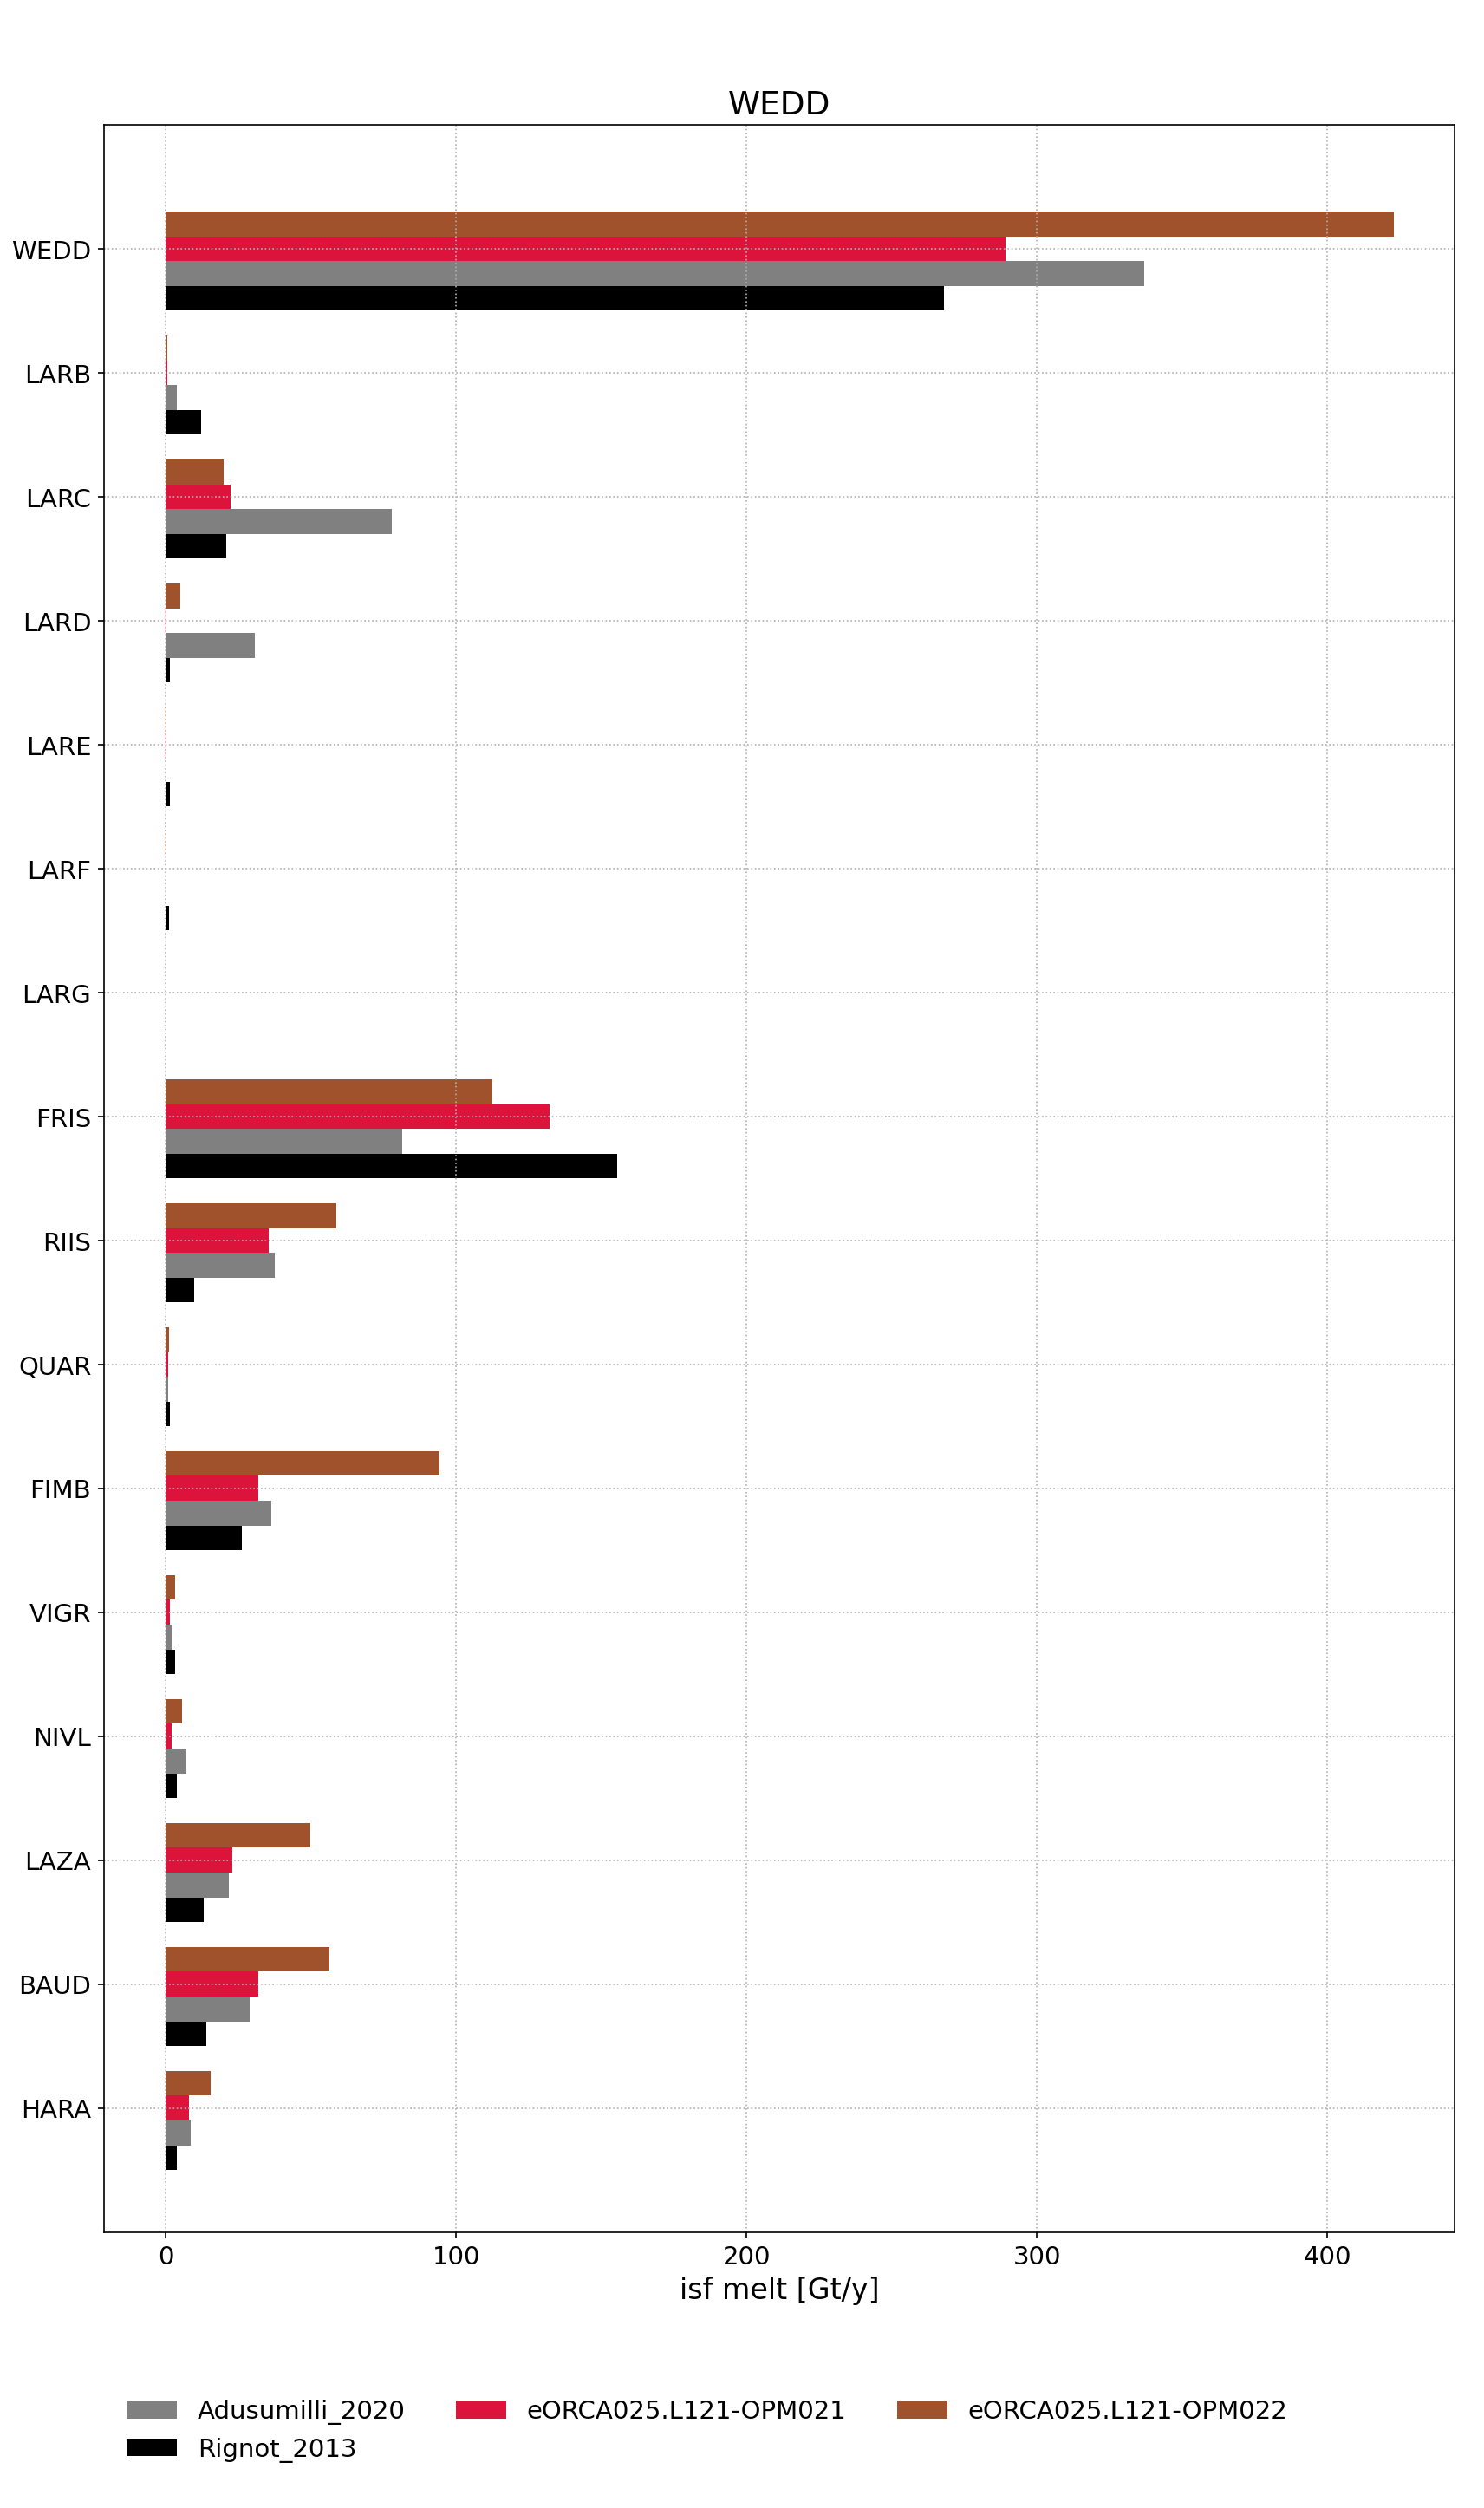 WEDD
WEDD
LARB
LARC
LARD
LARE
LARF
LARG
FRIS
RIIS
QUAR
FIMB
VIGR
NIVL
LAZA
BAUD
HARA
0 100 200 300 400
isf melt [Gt/y]
Adusumilli_2020 eORCA025.L121-OPM021 eORCA025.L121-OPM022
Rignot_2013